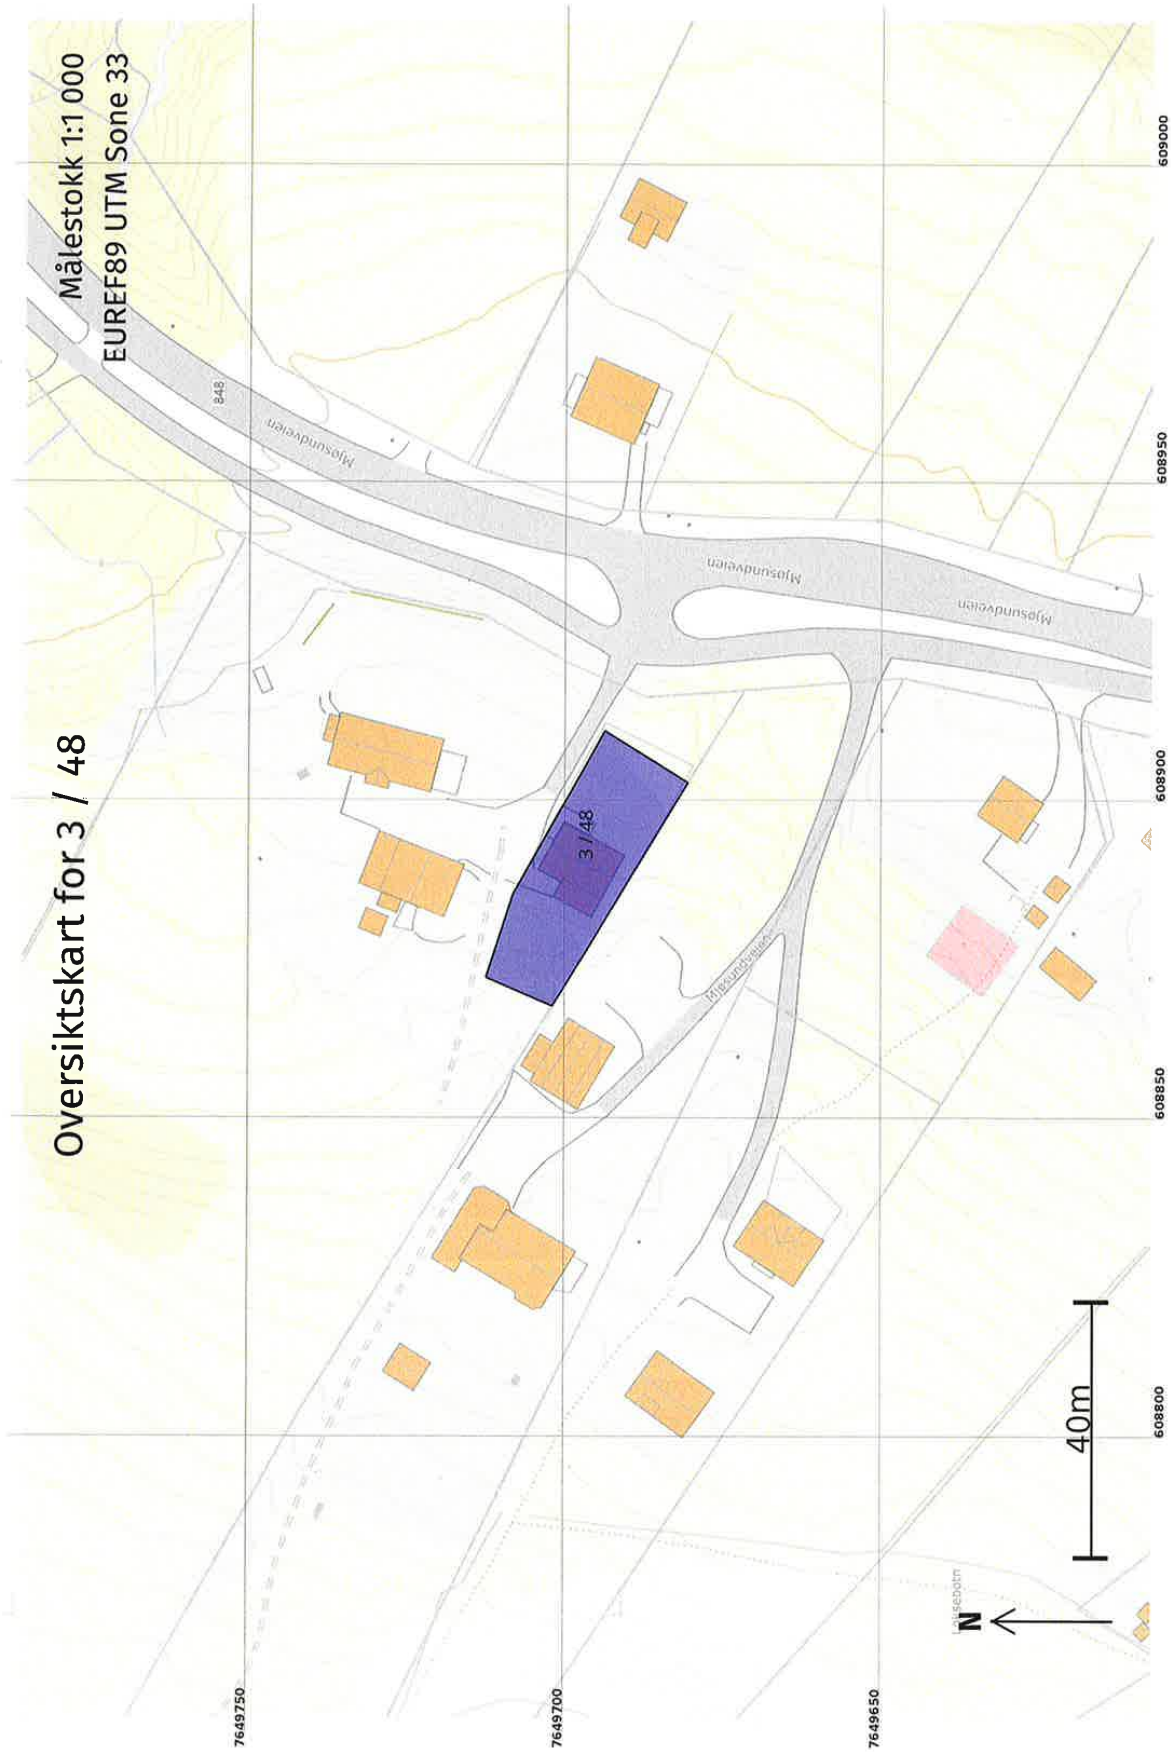 Oversiktskart for 3 / 48
Målestokk 1:1 000
EUREF89 UTM Sone 33
848
Mjøsundveien
Mjøsundveien
Mjøsundveien
Mjøsundveien
3 / 48
7649750
7649700
7649650
608800
608850
608900
608950
609000
N
40m